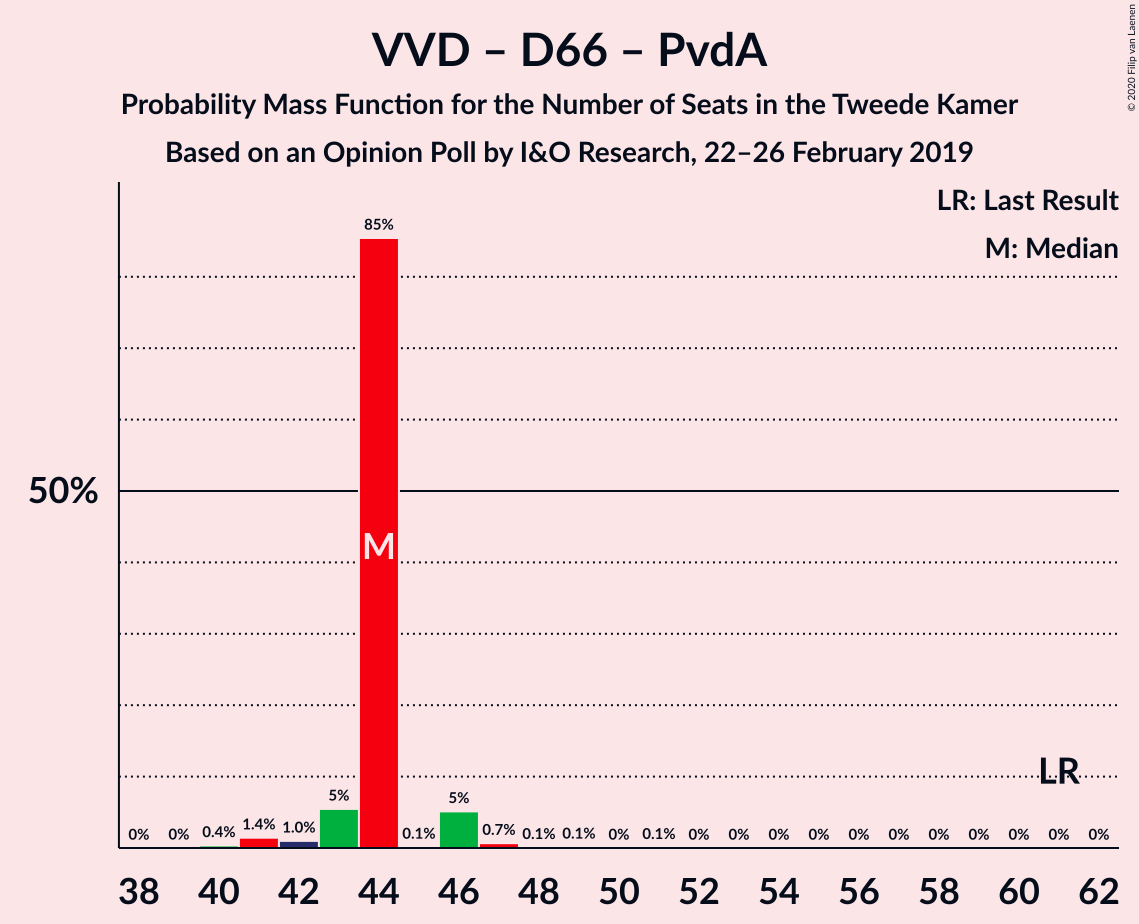 VVD – D66 – PvdA
Probability Mass Function for the Number of Seats in the Tweede Kamer
Based on an Opinion Poll by I&O Research, 22–26 February 2019
© 2020 Filip van Laenen
LR: Last Result
M: Median
85%
50%
M
LR
0% 0% 0.4% 1.4% 1.0% 5% 0.1% 5% 0.7% 0.1% 0.1% 0% 0.1% 0% 0% 0% 0% 0% 0% 0% 0% 0% 0% 0%
38 40 42 44 46 48 50 52 54 56 58 60 62